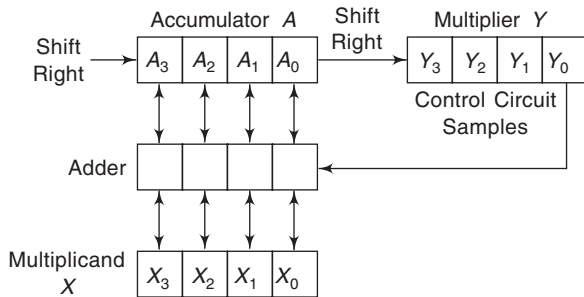 Accumulator A
Multiplier Y
Shift Right
A3 A2 A1 A0
Shift Right
Y3 Y2 Y1 Y0
Control Circuit Samples
Adder
Multiplicand X
X3 X2 X1 X0